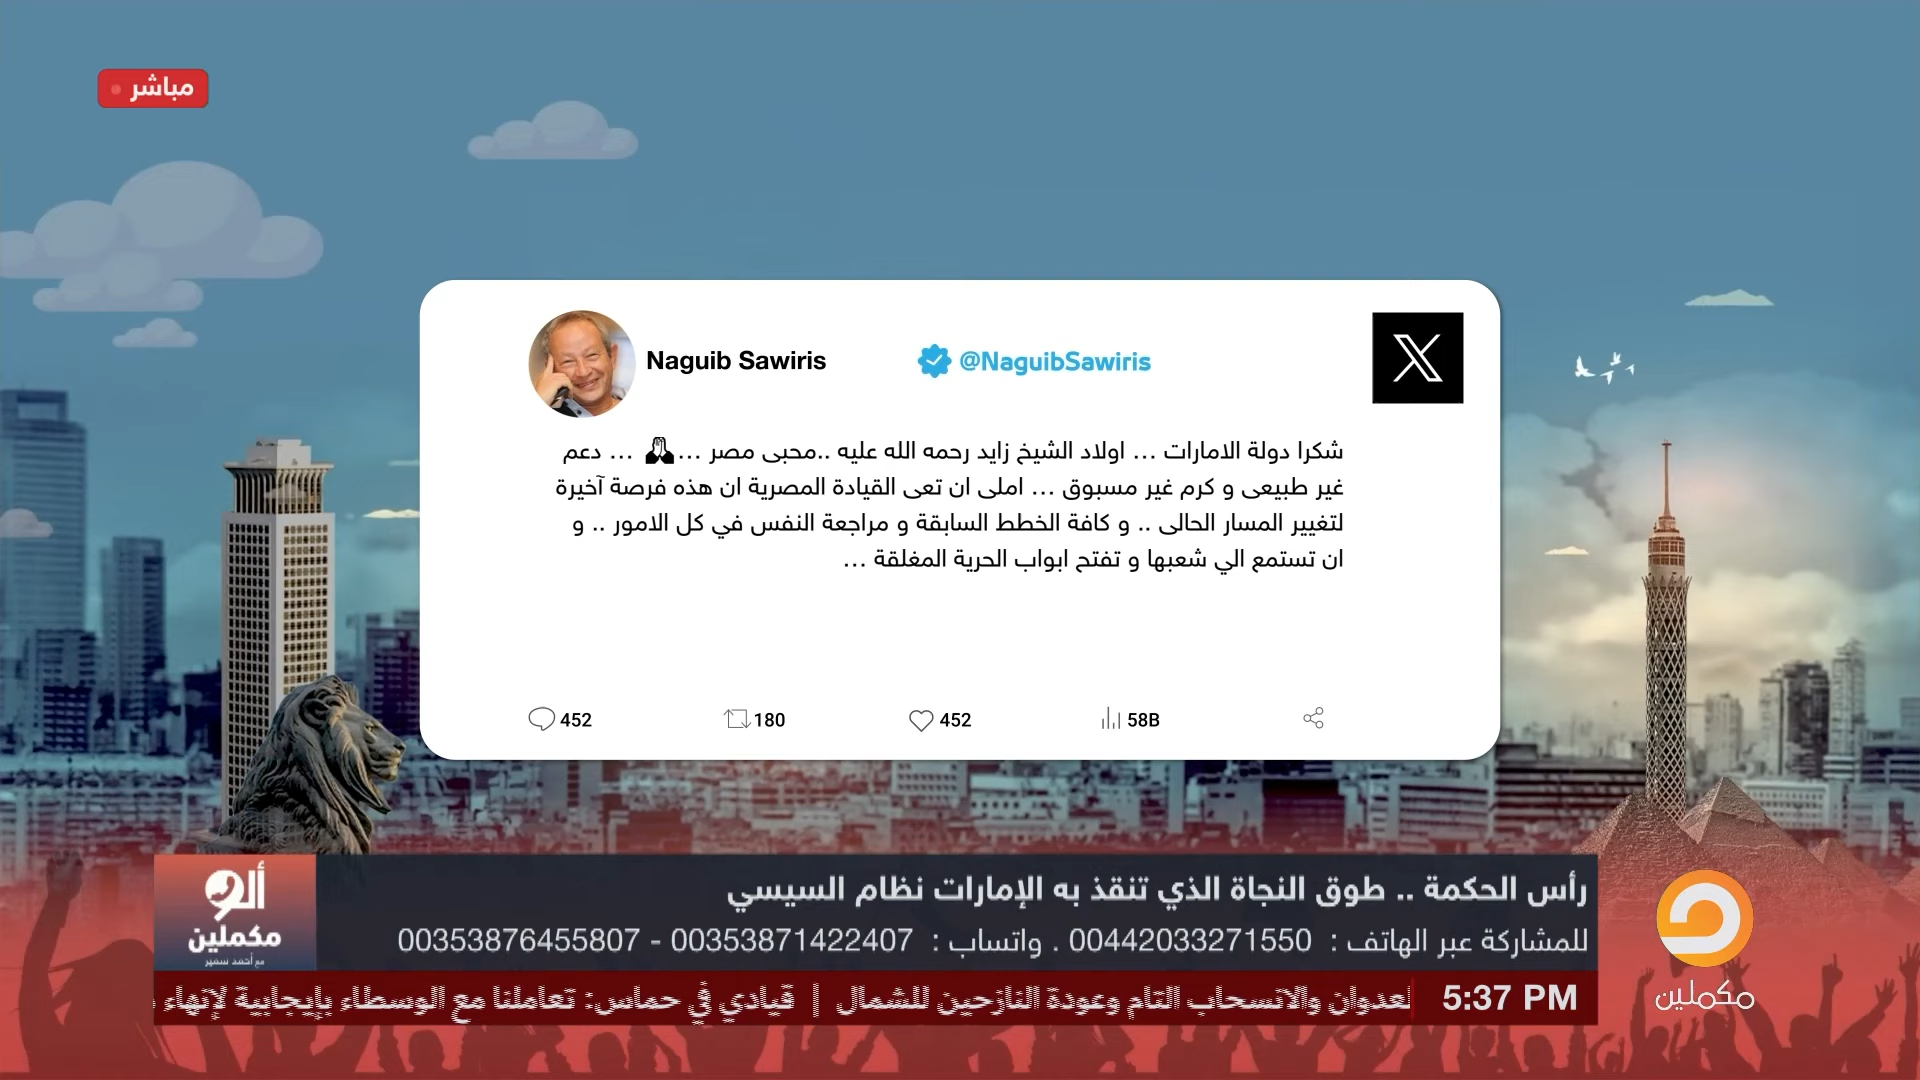 مباشر
Naguib Sawiris
@NaguibSawiris
شكرا دولة الامارات ... اولاد الشيخ زايد رحمه الله عليه ..محبى مصر ...🙏 ... دعم
غير طبيعى و كرم غير مسبوق ... املى ان تعى القيادة المصرية ان هذه فرصة آخيرة
لتغيير المسار الحالى .. و كافة الخطط السابقة و مراجعة النفس في كل الامور .. و
ان تستمع الي شعبها و تفتح ابواب الحرية المغلقة ...
452 180 452 58B
رأس الحكمة .. طوق النجاة الذي تنقذ به الإمارات نظام السيسي
للمشاركة عبر الهاتف : 00442033271550 . واتساب : 00353871422407 - 00353876455807
ألو
مكملين
مع أحمد سمير
5:37 PM
لعدوان والانسحاب التام وعودة النازحين للشمال | قيادي في حماس: تعاملنا مع الوسطاء بإيجابية لإنهاء
مكملين